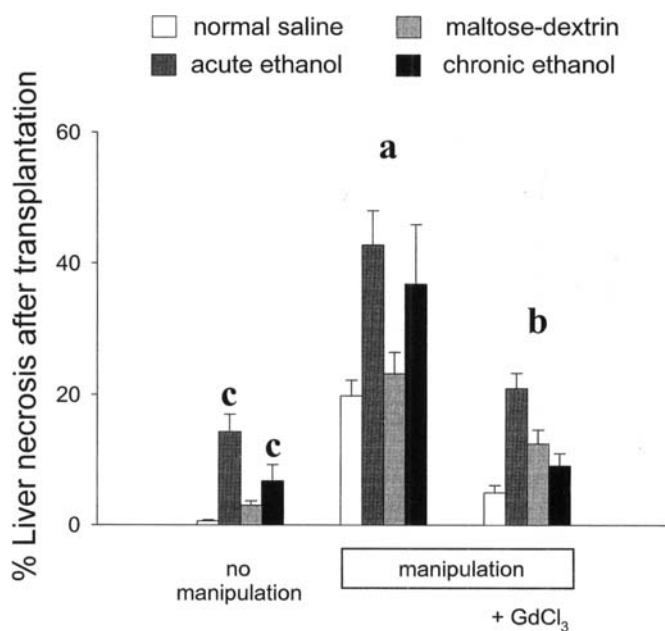 normal saline
maltose-dextrin
acute ethanol
chronic ethanol
% Liver necrosis after transplantation
60
40
20
0
a
b
c
c
no
manipulation
manipulation
+ GdCl₃